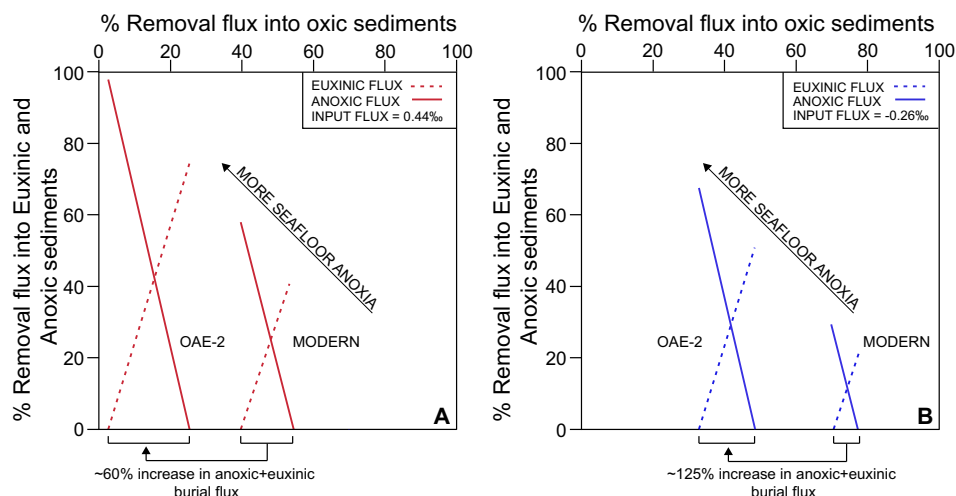 % Removal flux into oxic sediments
0 20 40 60 80 100
% Removal flux into Euxinic and
Anoxic sediments
100
80
60
40
20
0
EUXINIC FLUX
ANOXIC FLUX
INPUT FLUX = 0.44‰
MORE SEAFLOOR ANOXIA
OAE-2
MODERN
A
~60% increase in anoxic+euxinic
burial flux
% Removal flux into oxic sediments
0 20 40 60 80 100
% Removal flux into Euxinic and
Anoxic sediments
100
80
60
40
20
0
EUXINIC FLUX
ANOXIC FLUX
INPUT FLUX = -0.26‰
MORE SEAFLOOR ANOXIA
OAE-2
MODERN
B
~125% increase in anoxic+euxinic
burial flux